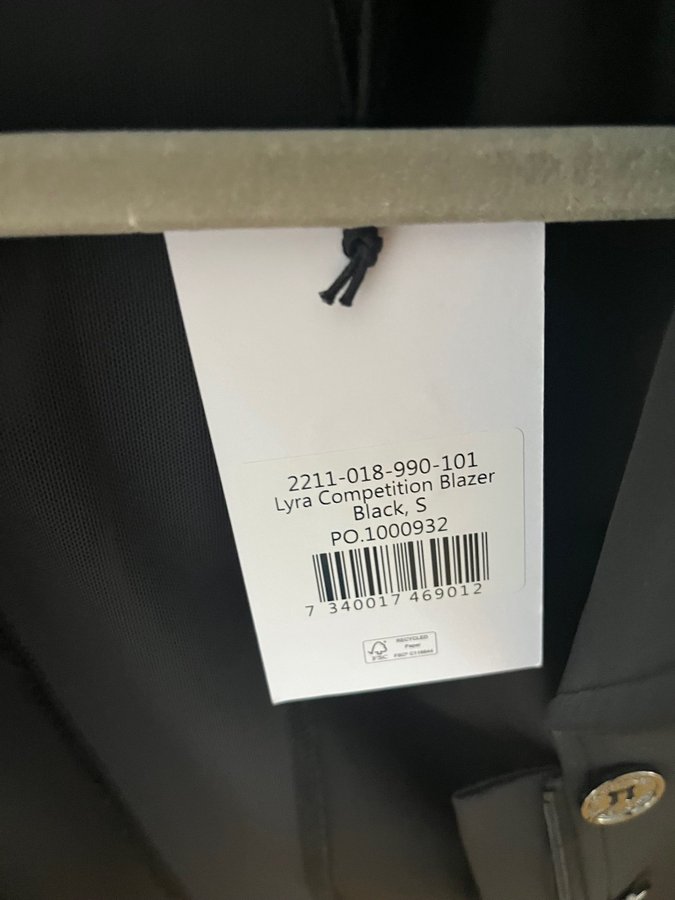 2211-018-990-101
Lyra Competition Blazer
Black, S
PO.1000932
7 340017 469012
FSC
RECYCLED
Paper